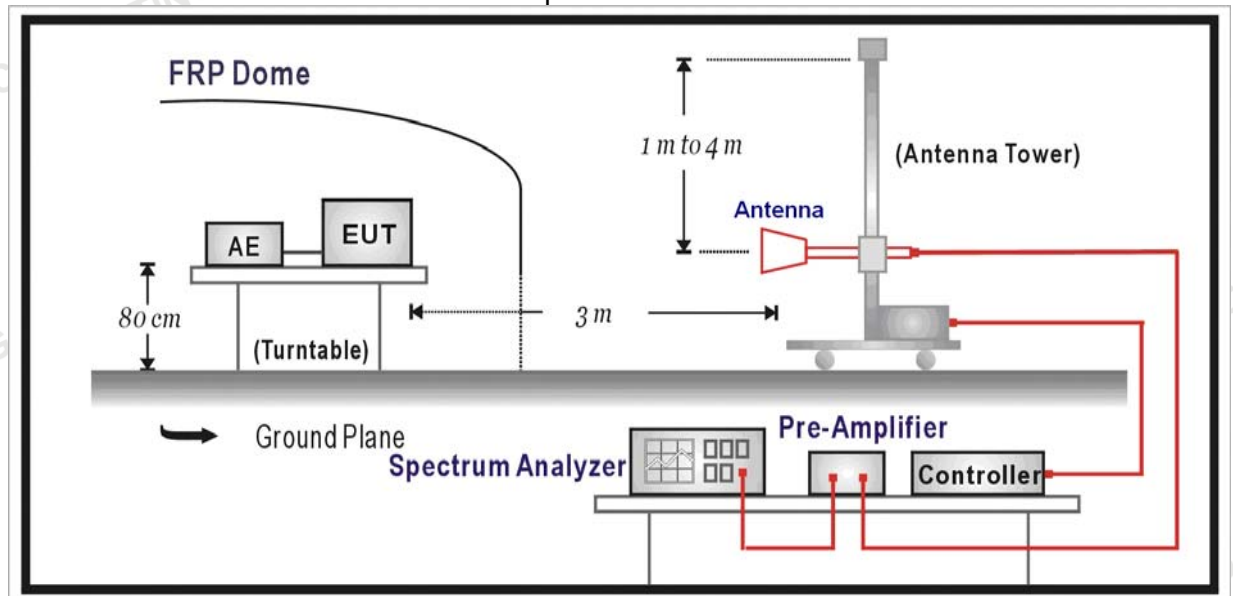 FRP Dome
1 m to 4 m
(Antenna Tower)
Antenna
AE
EUT
80 cm
3 m
(Turntable)
Ground Plane
Pre-Amplifier
Spectrum Analyzer
Controller